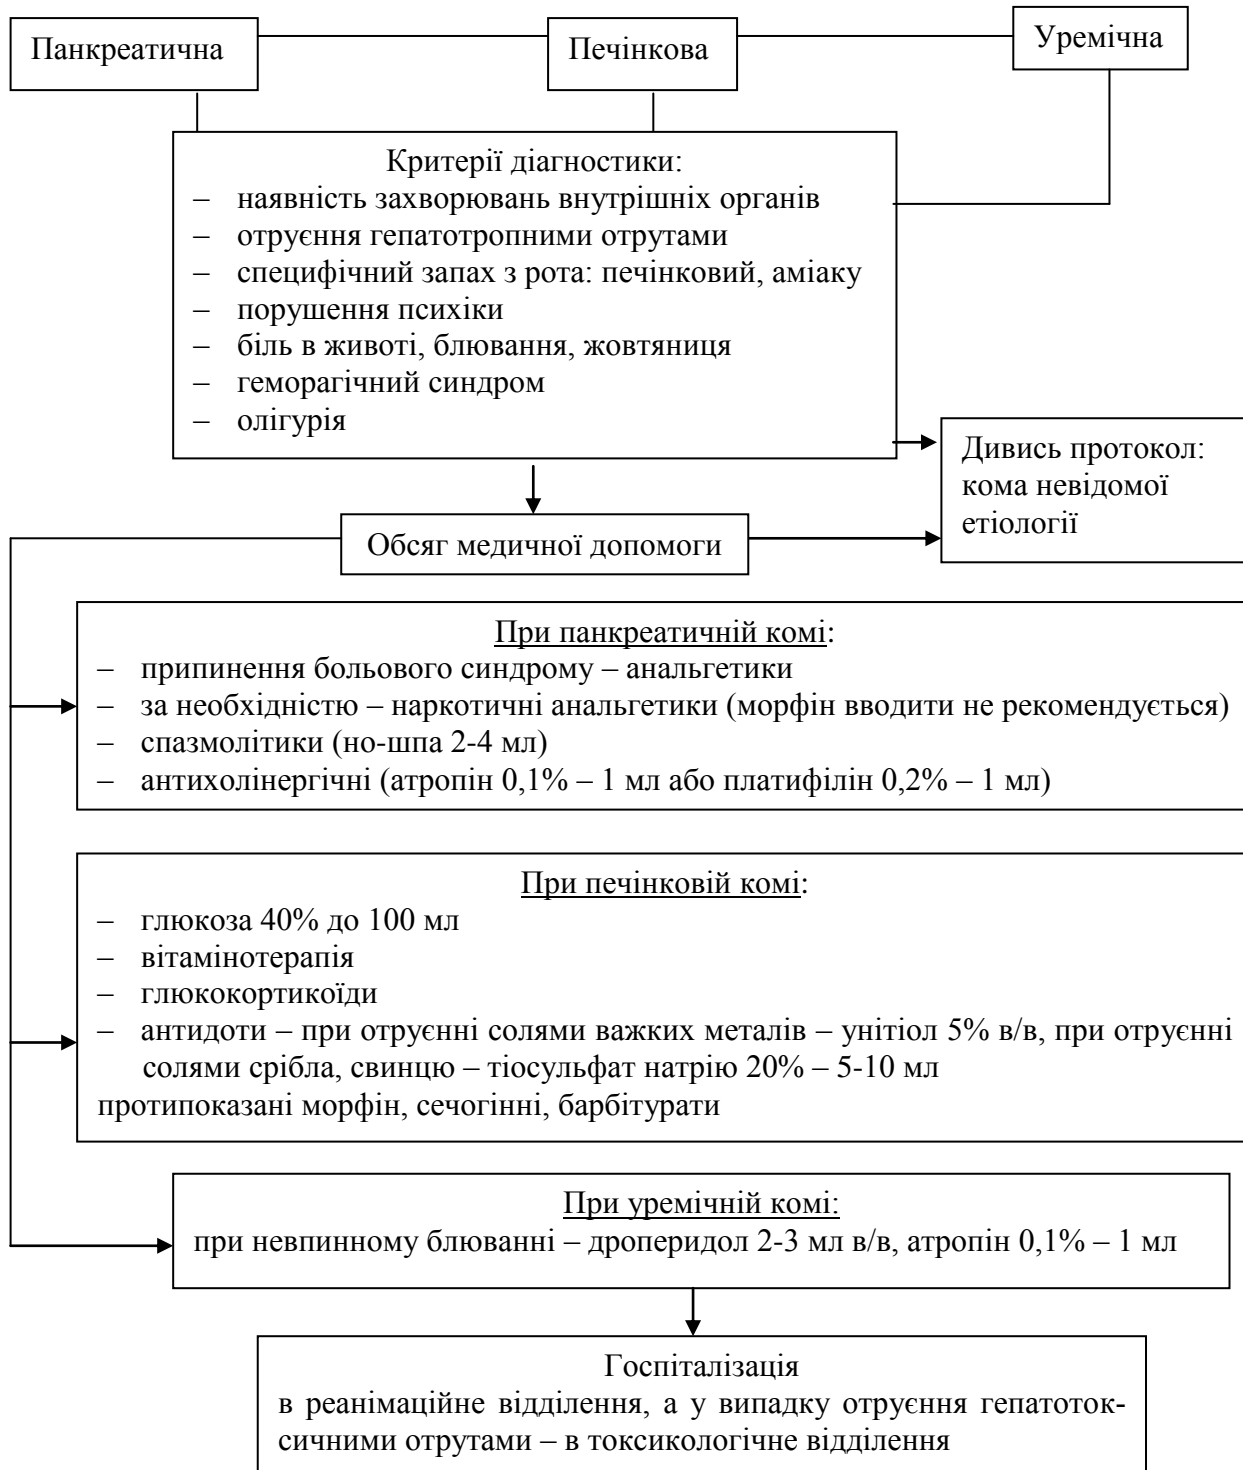 Панкреатична
Печінкова
Уремічна
Критерії діагностики:
– наявність захворювань внутрішніх органів
– отруєння гепатотропними отрутами
– специфічний запах з рота: печінковий, аміаку
– порушення психіки
– біль в животі, блювання, жовтяниця
– геморагічний синдром
– олігурія
Дивись протокол:
кома невідомої
етіології
Обсяг медичної допомоги
При панкреатичній комі:
– припинення больового синдрому – анальгетики
– за необхідністю – наркотичні анальгетики (морфін вводити не рекомендується)
– спазмолітики (но-шпа 2-4 мл)
– антихолінергічні (атропін 0,1% – 1 мл або платифілін 0,2% – 1 мл)
При печінковій комі:
– глюкоза 40% до 100 мл
– вітамінотерапія
– глюкокортикоїди
– антидоти – при отруєнні солями важких металів – унітіол 5% в/в, при отруєнні
солями срібла, свинцю – тіосульфат натрію 20% – 5-10 мл
протипоказані морфін, сечогінні, барбітурати
При уремічній комі:
при невпинному блюванні – дроперидол 2-3 мл в/в, атропін 0,1% – 1 мл
Госпіталізація
в реанімаційне відділення, а у випадку отруєння гепатоток-
сичними отрутами – в токсикологічне відділення